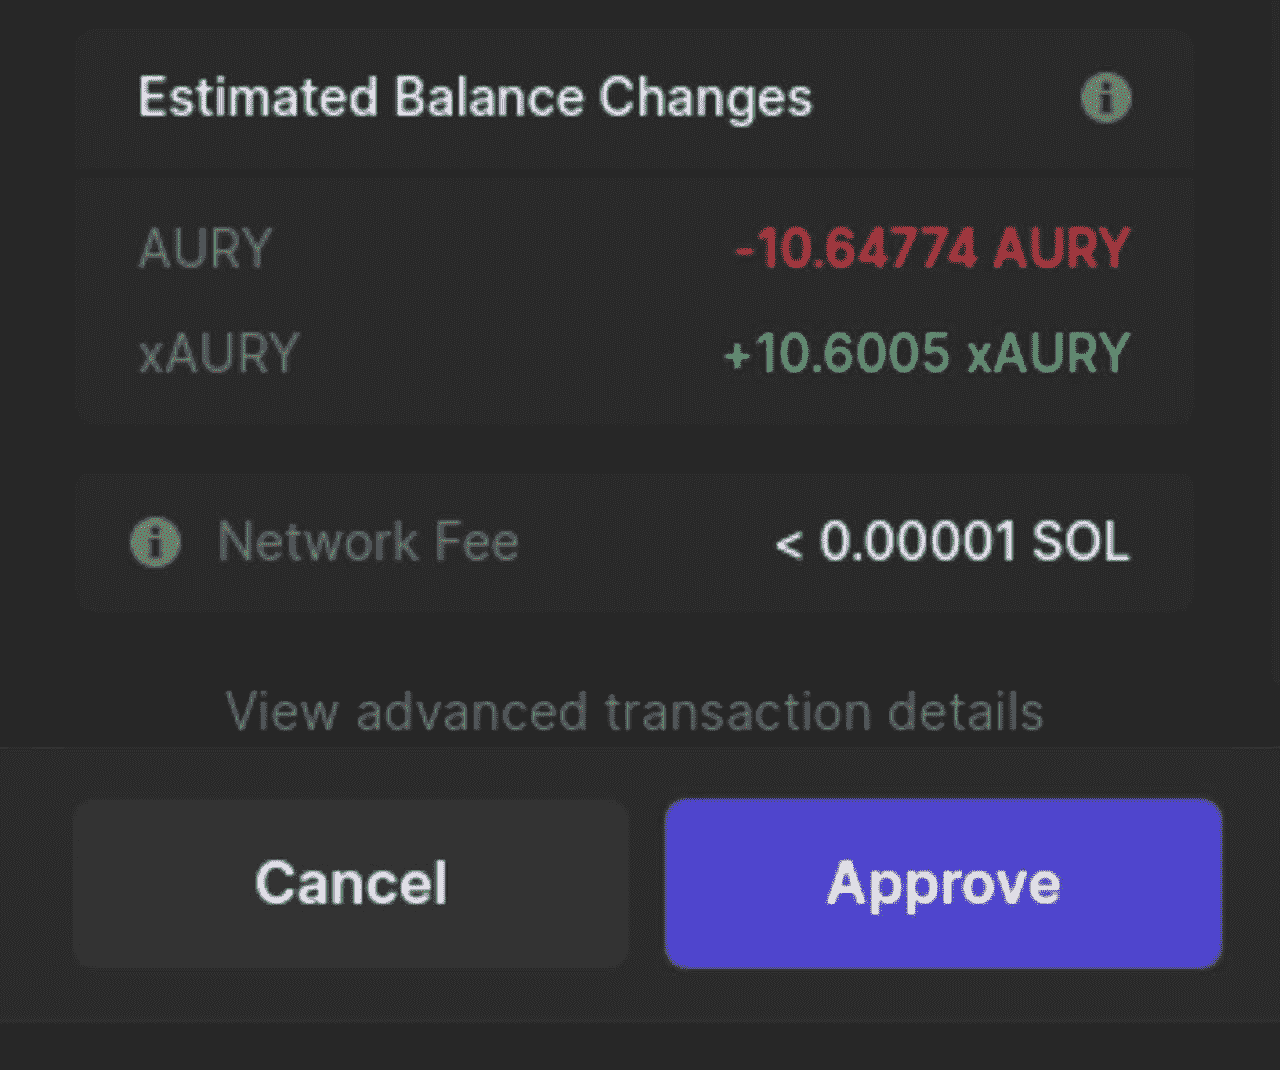 Estimated Balance Changes
AURY -10.64774 AURY
xAURY +10.6005 xAURY
Network Fee < 0.00001 SOL
View advanced transaction details
Cancel Approve